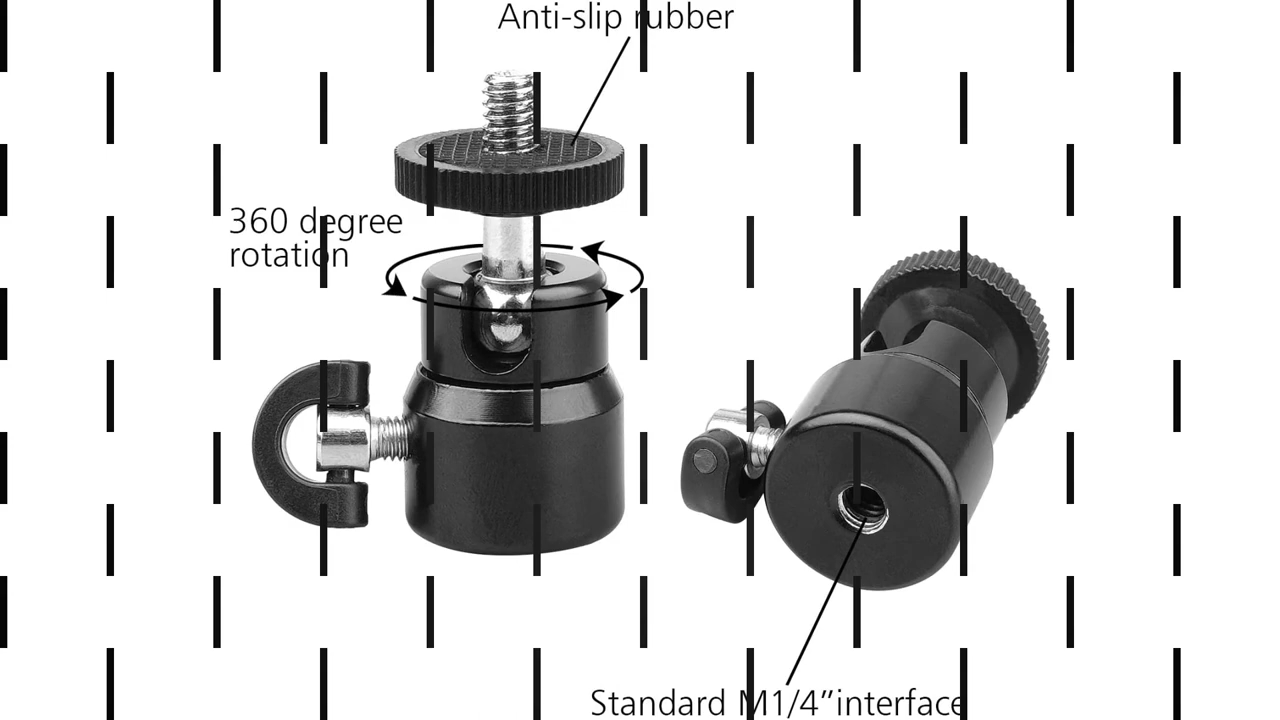 Anti-slip rubber
360 degree
rotation
Standard M1/4”interface